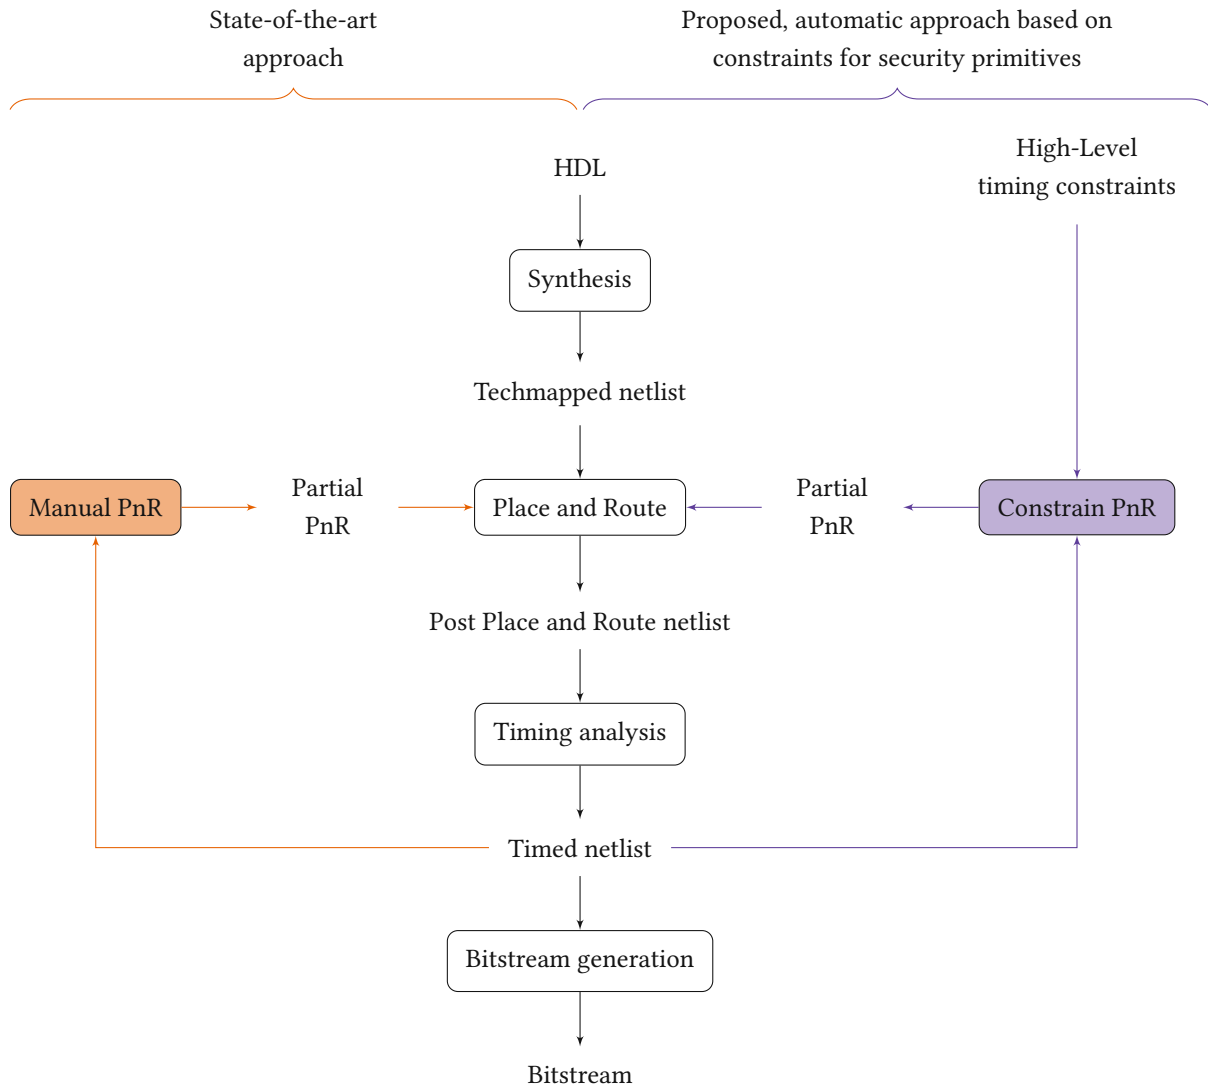 State-of-the-art
approach
Proposed, automatic approach based on
constraints for security primitives
HDL
High-Level
timing constraints
Synthesis
Techmapped netlist
Manual PnR
Partial
PnR
Place and Route
Partial
PnR
Constrain PnR
Post Place and Route netlist
Timing analysis
Timed netlist
Bitstream generation
Bitstream